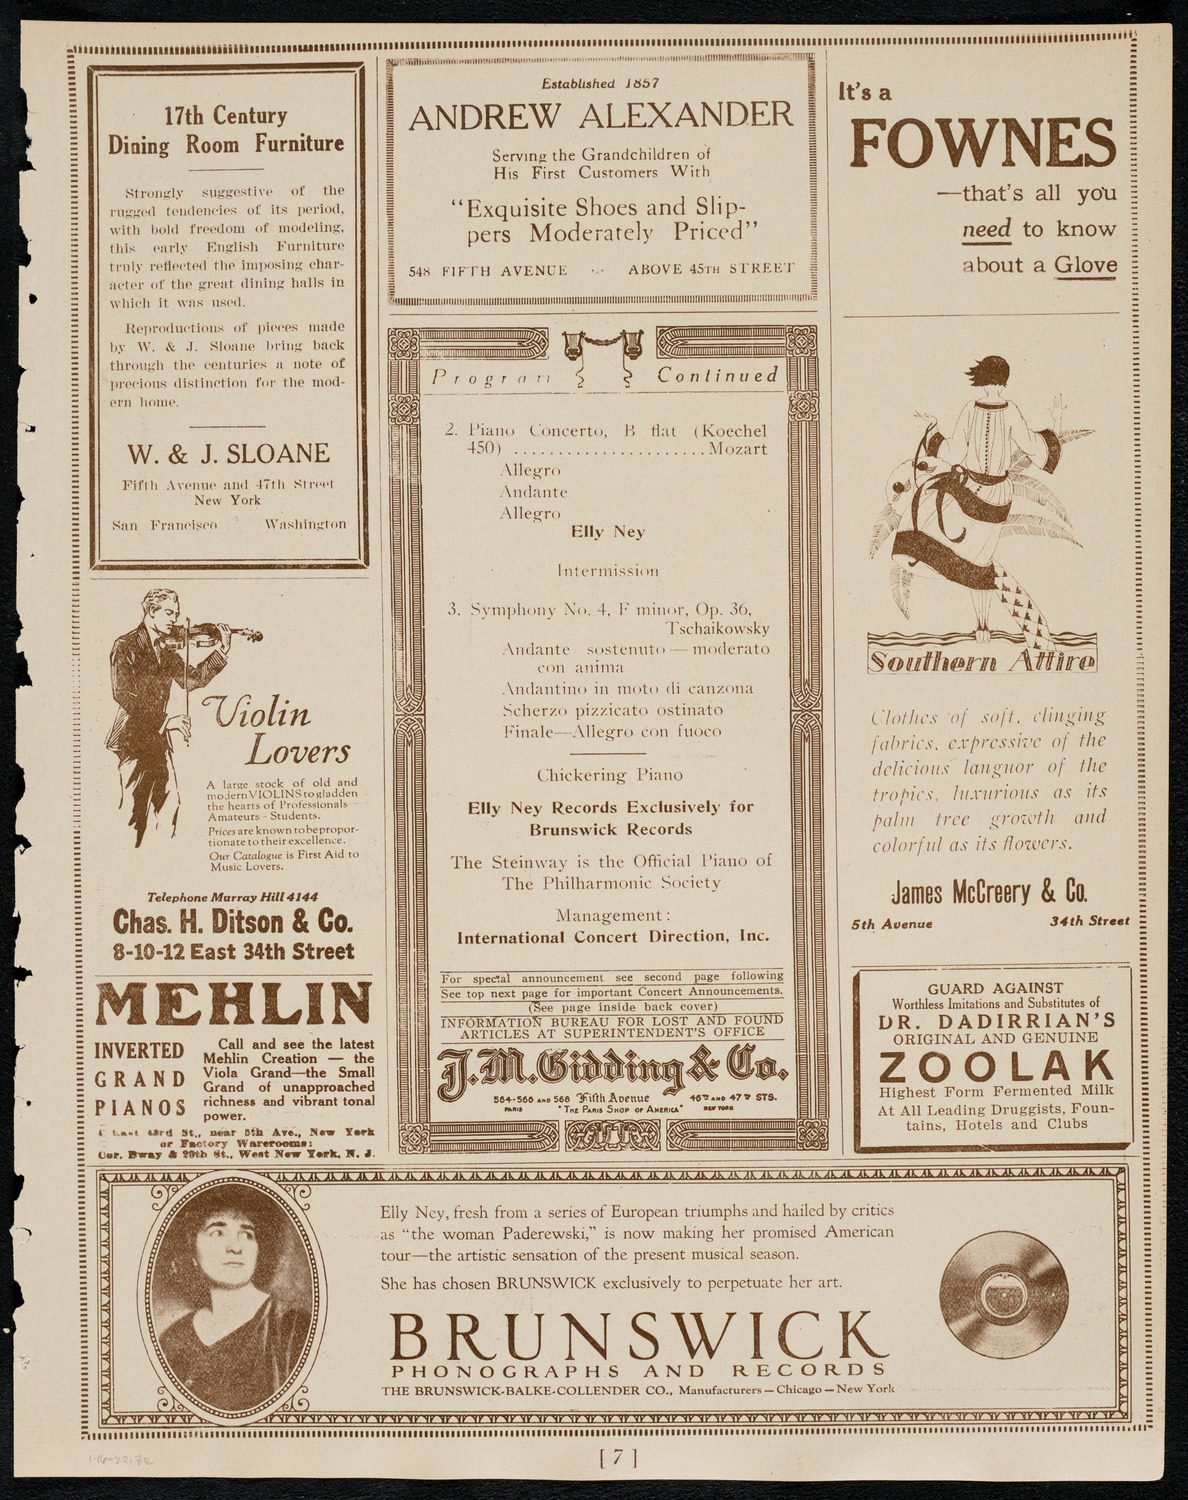 17th Century
Dining Room Furniture
Strongly suggestive of the
rugged tendencies of its period,
with bold freedom of modeling,
this early English Furniture
truly reflected the imposing char-
acter of the great dining halls in
which it was used.
Reproductions of pieces made
by W. & J. Sloane bring back
through the centuries a note of
precious distinction for the mod-
ern home.
W. & J. SLOANE
Fifth Avenue and 47th Street
New York
San Francisco Washington
Violin
Lovers
A large stock of old and
modern VIOLINS to gladden
the hearts of Professionals -
Amateurs - Students.
Prices are known to be propor-
tionate to their excellence.
Our Catalogue is First Aid to
Music Lovers.
Telephone Murray Hill 4144
Chas. H. Ditson & Co.
8-10-12 East 34th Street
MEHLIN
INVERTED
GRAND
PIANOS
Call and see the latest
Mehlin Creation — the
Viola Grand—the Small
Grand of unapproached
richness and vibrant tonal
power.
East 43rd St., near 5th Ave., New York
or Factory Warerooms:
Cor. Bway & 20th St., West New York, N. J.
Established 1857
ANDREW ALEXANDER
Serving the Grandchildren of
His First Customers With
"Exquisite Shoes and Slip-
pers Moderately Priced"
548 FIFTH AVENUE ··· ABOVE 45TH STREET
Program Continued
2. Piano Concerto, B flat (Koechel
450) ......................Mozart
Allegro
Andante
Allegro
Elly Ney
Intermission
3. Symphony No. 4, F minor, Op. 36,
Tschaikowsky
Andante sostenuto — moderato
con anima
Andantino in moto di canzona
Scherzo pizzicato ostinato
Finale—Allegro con fuoco
Chickering Piano
Elly Ney Records Exclusively for
Brunswick Records
The Steinway is the Official Piano of
The Philharmonic Society
Management:
International Concert Direction, Inc.
For special announcement see second page following
See top next page for important Concert Announcements.
(See page inside back cover)
INFORMATION BUREAU FOR LOST AND FOUND
ARTICLES AT SUPERINTENDENT'S OFFICE
J. M. Gidding & Co.
564-566 AND 568 Fifth Avenue 46TH AND 47TH STS.
PARIS "THE PARIS SHOP OF AMERICA" NEW YORK
It's a
FOWNES
—that's all you
need to know
about a Glove
Southern Attire
Clothes of soft, clinging
fabrics, expressive of the
delicious languor of the
tropics, luxurious as its
palm tree growth and
colorful as its flowers.
James McCreery & Co.
5th Avenue 34th Street
GUARD AGAINST
Worthless Imitations and Substitutes of
DR. DADIRRIAN'S
ORIGINAL AND GENUINE
ZOOLAK
Highest Form Fermented Milk
At All Leading Druggists, Foun-
tains, Hotels and Clubs
Elly Ney, fresh from a series of European triumphs and hailed by critics
as "the woman Paderewski," is now making her promised American
tour—the artistic sensation of the present musical season.
She has chosen BRUNSWICK exclusively to perpetuate her art.
BRUNSWICK
PHONOGRAPHS AND RECORDS
THE BRUNSWICK-BALKE-COLLENDER CO., Manufacturers — Chicago — New York
[ 7 ]